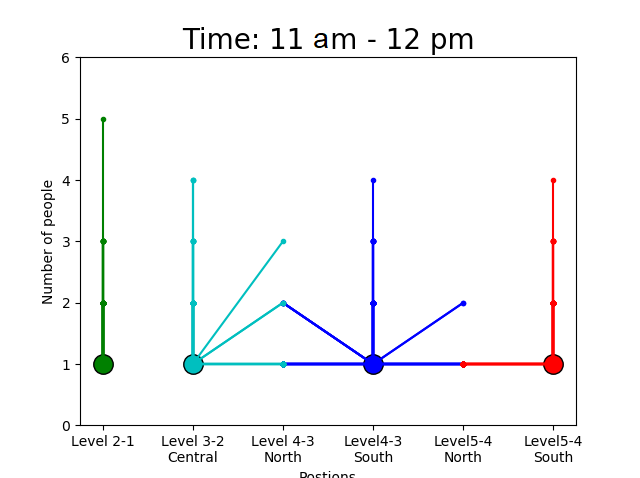 Time: 11 am - 12 pm
Number of people
6
5
4
3
2
1
0
Level 2-1
Level 3-2
Central
Level 4-3
North
Level4-3
South
Level5-4
North
Level5-4
South
Postions